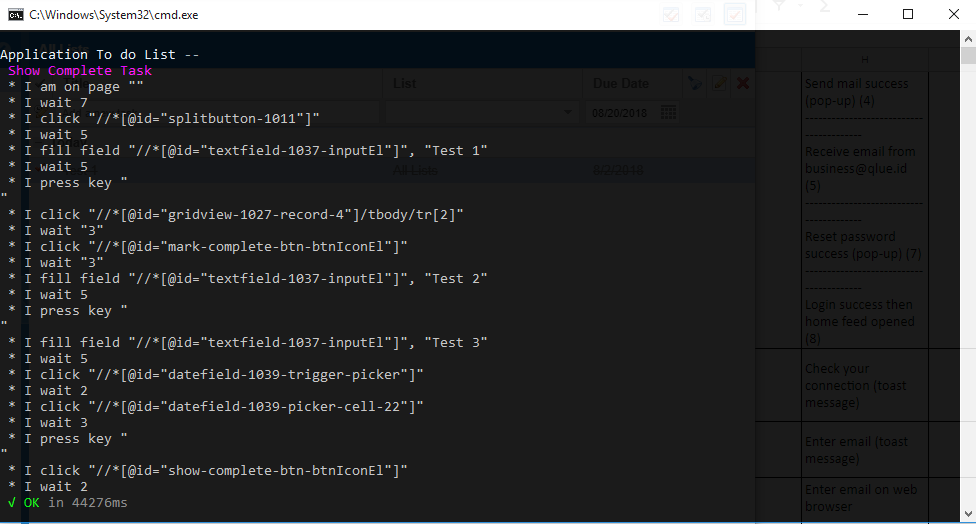 C:\Windows\System32\cmd.exe
Application To do List --
Show Complete Task
* I am on page ""
* I wait 7
* I click "//*[@id="splitbutton-1011"]"
* I wait 5
* I fill field "//*[@id="textfield-1037-inputEl"]", "Test 1"
* I wait 5
* I press key "
"
* I click "//*[@id="gridview-1027-record-4"]/tbody/tr[2]"
* I wait "3"
* I click "//*[@id="mark-complete-btn-btnIconEl"]"
* I wait "3"
* I fill field "//*[@id="textfield-1037-inputEl"]", "Test 2"
* I wait 5
* I press key "
"
* I fill field "//*[@id="textfield-1037-inputEl"]", "Test 3"
* I wait 5
* I click "//*[@id="datefield-1039-trigger-picker"]"
* I wait 2
* I click "//*[@id="datefield-1039-picker-cell-22"]"
* I wait 3
* I press key "
"
* I click "//*[@id="show-complete-btn-btnIconEl"]"
* I wait 2
√ OK in 44276ms
All Lists
List
Due Date
08/20/2018
All Lists
8/2/2018
H
Send mail success
(pop-up) (4)
-----------------------------
-------------
Receive email from
business@qlue.id
(5)
-----------------------------
-------------
Reset password
success (pop-up) (7)
-----------------------------
-------------
Login success then
home feed opened
(8)
Check your
connection (toast
message)
Enter email (toast
message)
Enter email on web
browser